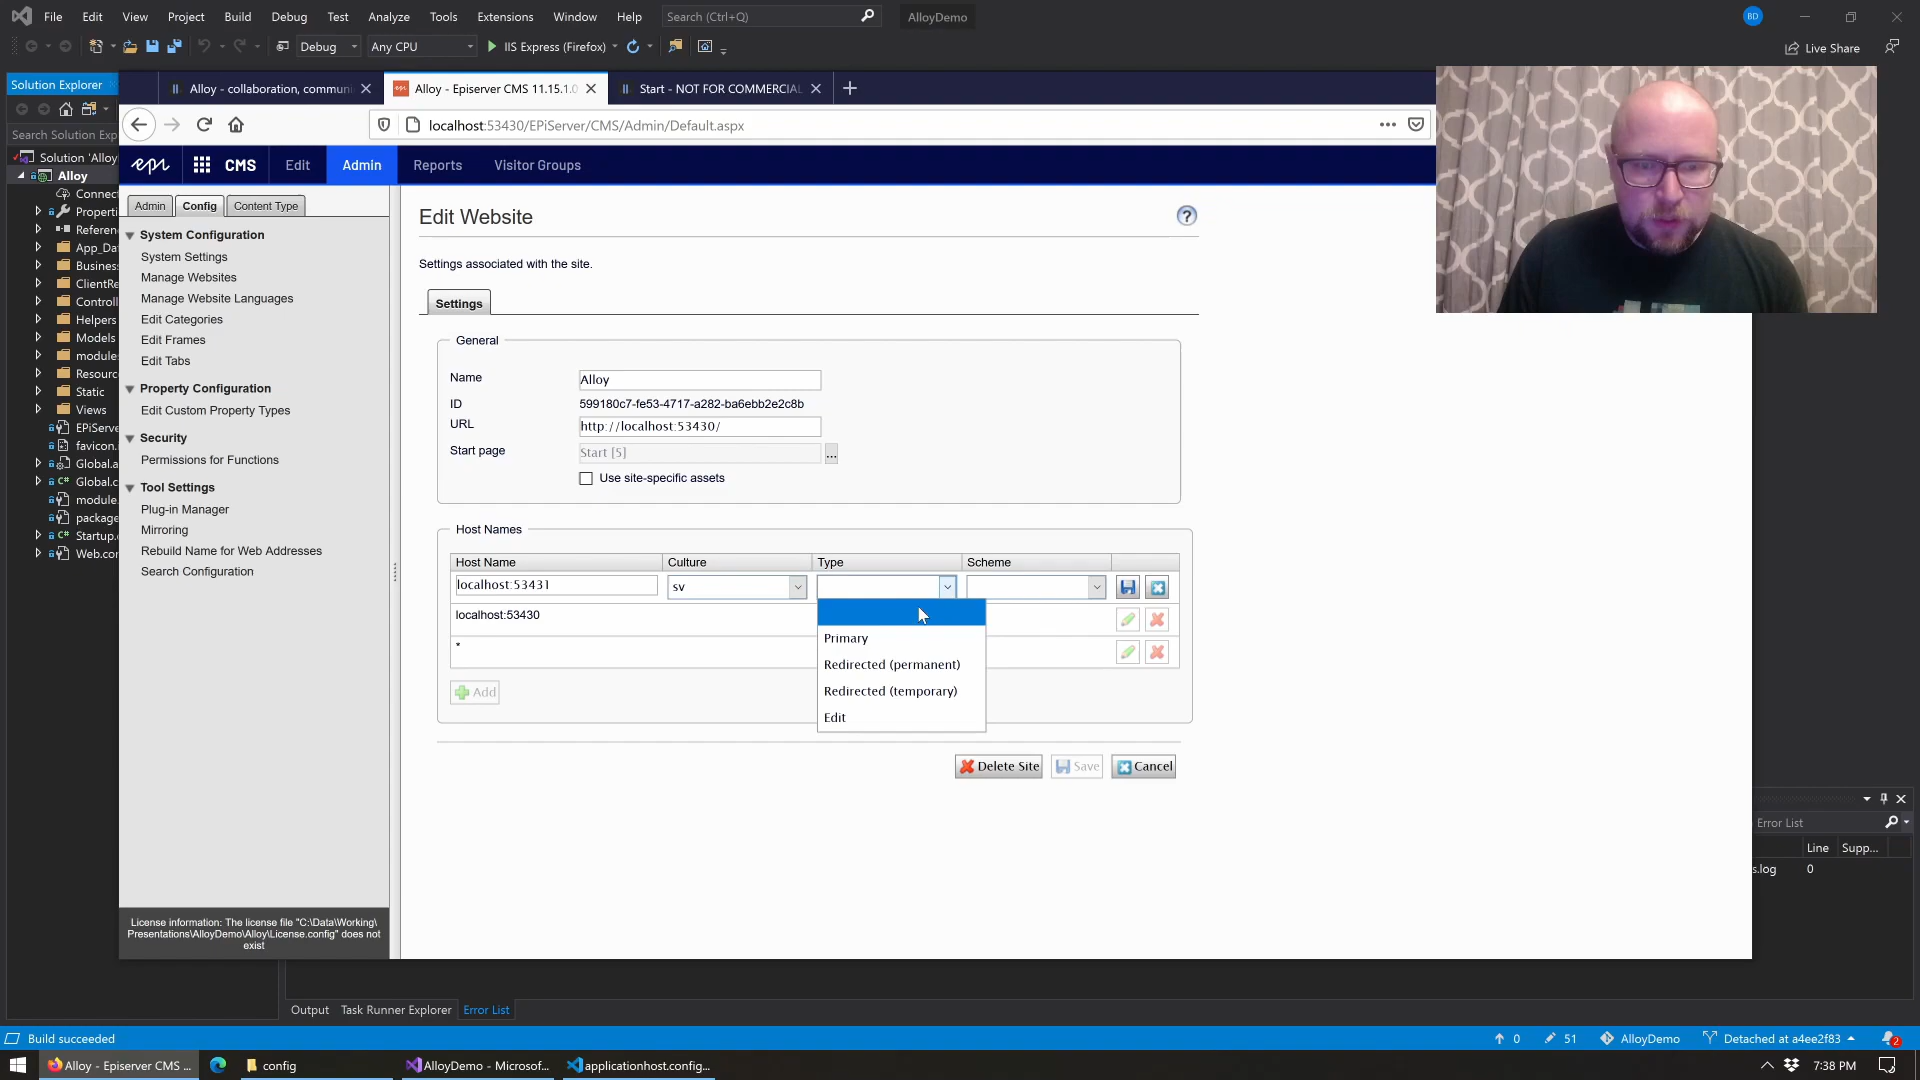 File Edit View Project Build Debug Test Analyze Tools Extensions Window Help Search (Ctrl+Q) AlloyDemo BD
Debug Any CPU IIS Express (Firefox) Live Share
Solution Explorer
Alloy - collaboration, communi
Alloy - Episerver CMS 11.15.1.0
Start - NOT FOR COMMERCIAL
localhost:53430/EPiServer/CMS/Admin/Default.aspx
Search Solution Exp
Solution 'Alloy
Alloy
Connec
Properti
Referen
App_Dat
Business
ClientRe
Controll
Helpers
Models
module
Resourc
Static
Views
EPiServe
favicon.i
Global.a
Global.c
module.
package
Startup.c
Web.con
epi CMS Edit Admin Reports Visitor Groups
Admin Config Content Type
System Configuration
System Settings
Manage Websites
Manage Website Languages
Edit Categories
Edit Frames
Edit Tabs
Property Configuration
Edit Custom Property Types
Security
Permissions for Functions
Tool Settings
Plug-in Manager
Mirroring
Rebuild Name for Web Addresses
Search Configuration
License information: The license file "C:\Data\Working\
Presentations\AlloyDemo\Alloy\License.config" does not
exist
Edit Website
?
Settings associated with the site.
Settings
General
Name Alloy
ID 599180c7-fe53-4717-a282-ba6ebb2e2c8b
URL http://localhost:53430/
Start page Start [5] ...
Use site-specific assets
Host Names
Host Name Culture Type Scheme
localhost:53431 sv
localhost:53430
*
Primary
Redirected (permanent)
Redirected (temporary)
Edit
Add
Delete Site Save Cancel
Error List
Line Supp...
s.log 0
Output Task Runner Explorer Error List
Build succeeded 0 51 AlloyDemo Detached at a4ee2f83 2
Alloy - Episerver CMS ... config AlloyDemo - Microsof... applicationhost.config... 7:38 PM